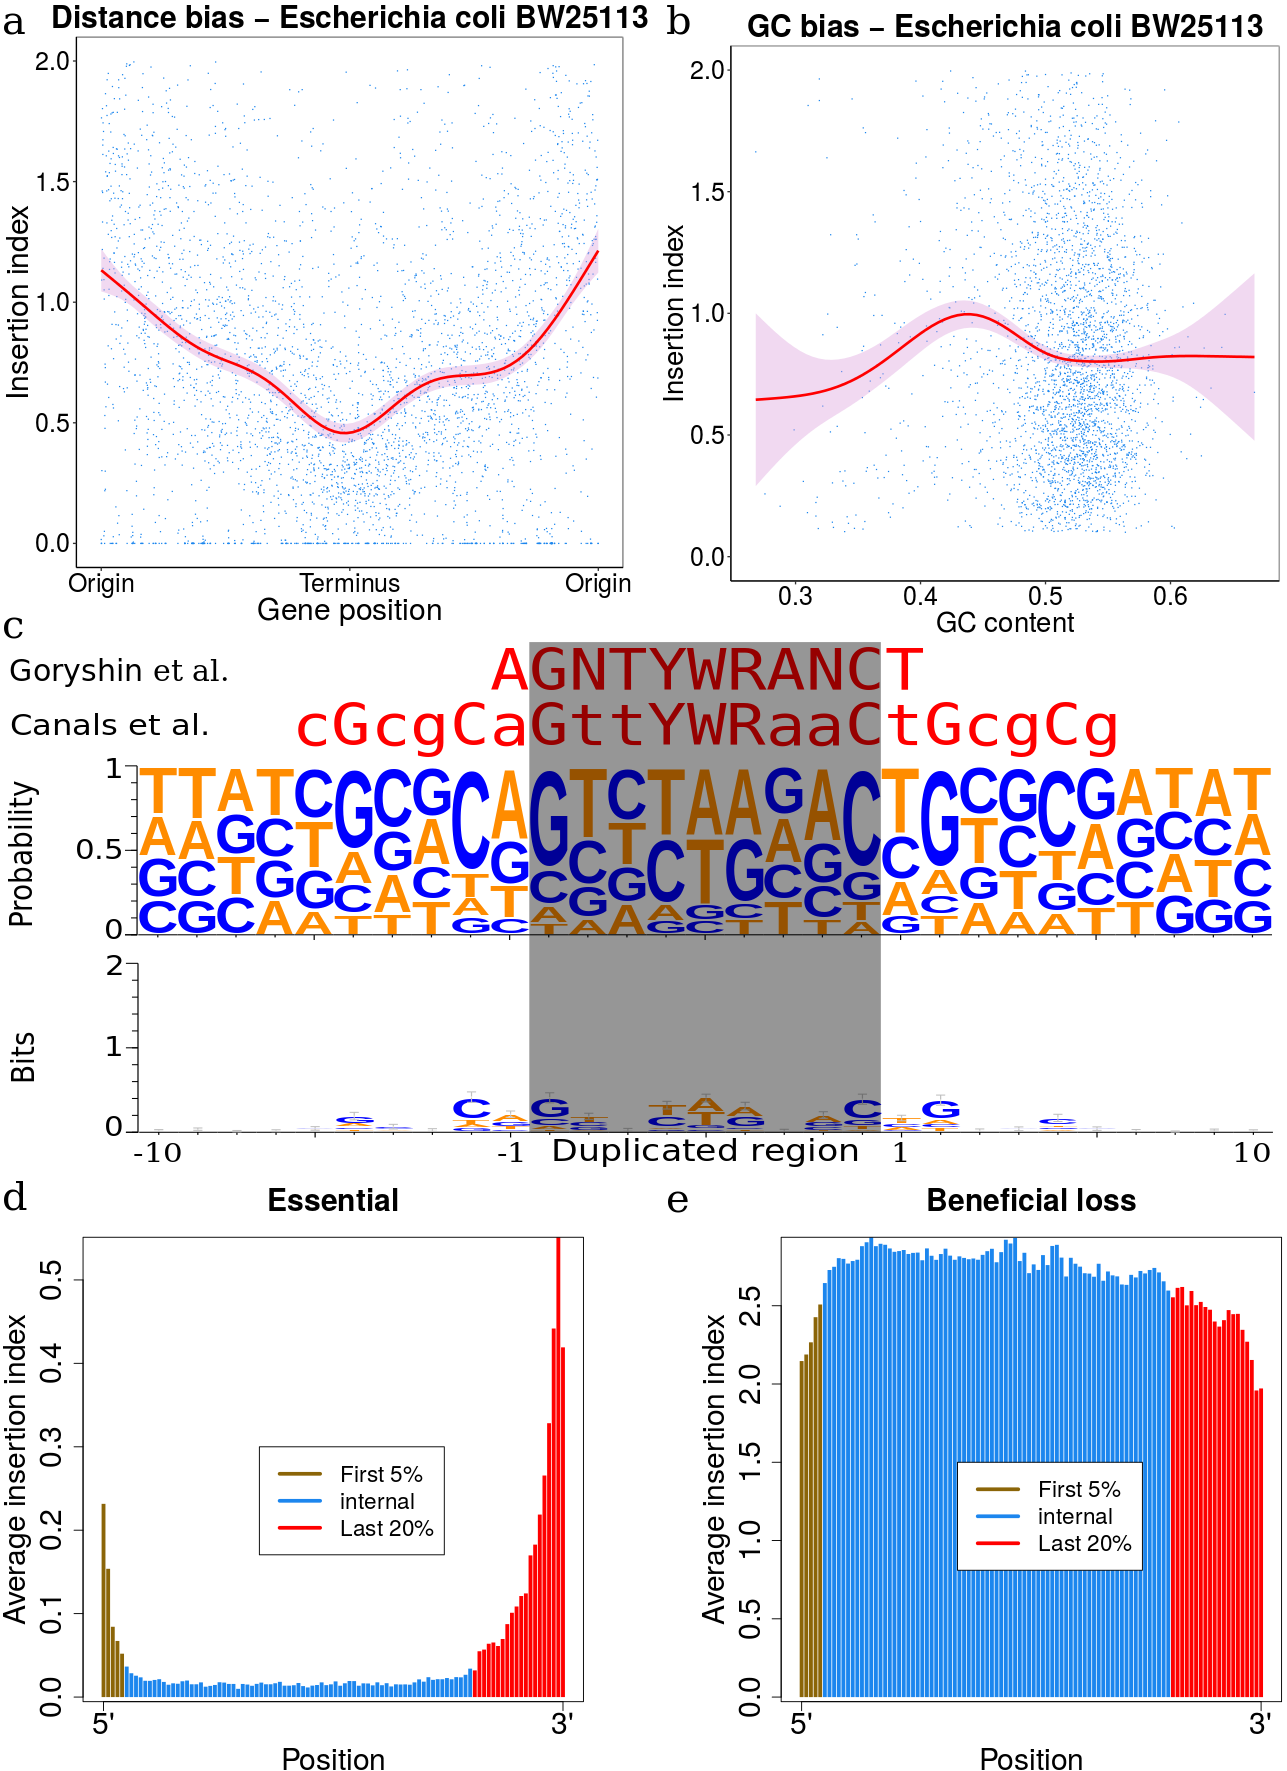 a
Distance bias – Escherichia coli BW25113
2.0
1.5
1.0
0.5
0.0
Insertion index
Origin
Terminus
Origin
Gene position
b
GC bias – Escherichia coli BW25113
2.0
1.5
1.0
0.5
0.0
Insertion index
0.3
0.4
0.5
0.6
GC content
c
Goryshin et al.
AGNTYWRANCT
Canals et al.
cGcgCaGttYWRaaCtGcgCg
Probability
1
0.5
0
TTATCGCGCAGTCTAAGACTGCGCGATAT
Bits
2
1
0
-10
-1
Duplicated region
1
10
d
Essential
0.5
0.4
0.3
0.2
0.1
0.0
Average insertion index
First 5%
internal
Last 20%
5'
3'
Position
e
Beneficial loss
2.5
2.0
1.5
1.0
0.5
0.0
Average insertion index
First 5%
internal
Last 20%
5'
3'
Position